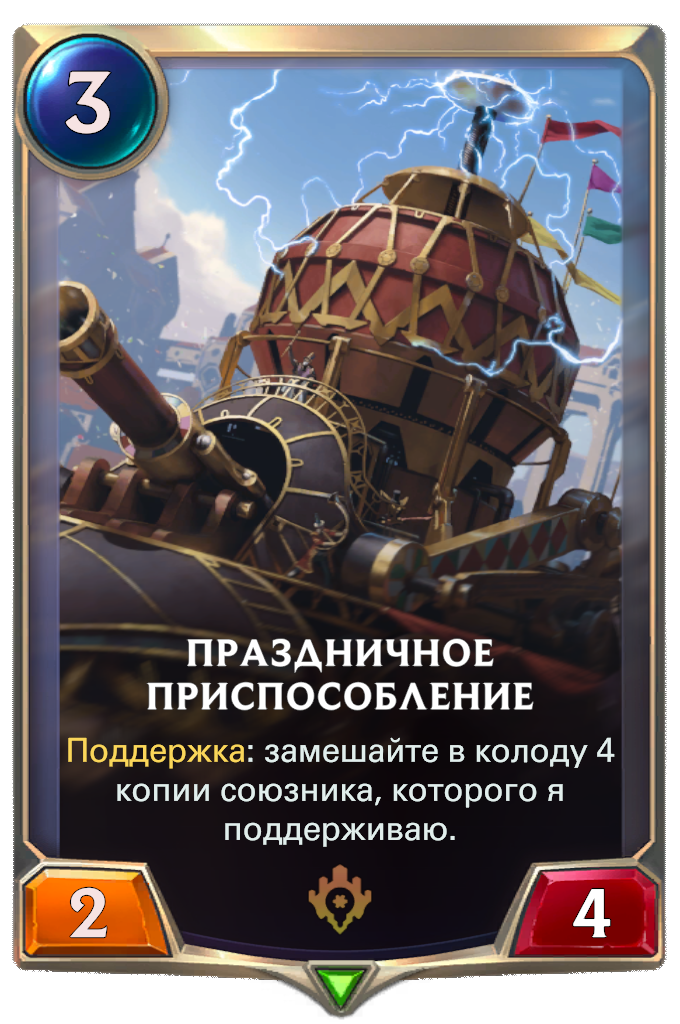 3
ПРАЗДНИЧНОЕ
ПРИСПОСОБЛЕНИЕ
Поддержка: замешайте в колоду 4
копии союзника, которого я
поддерживаю.
2
4